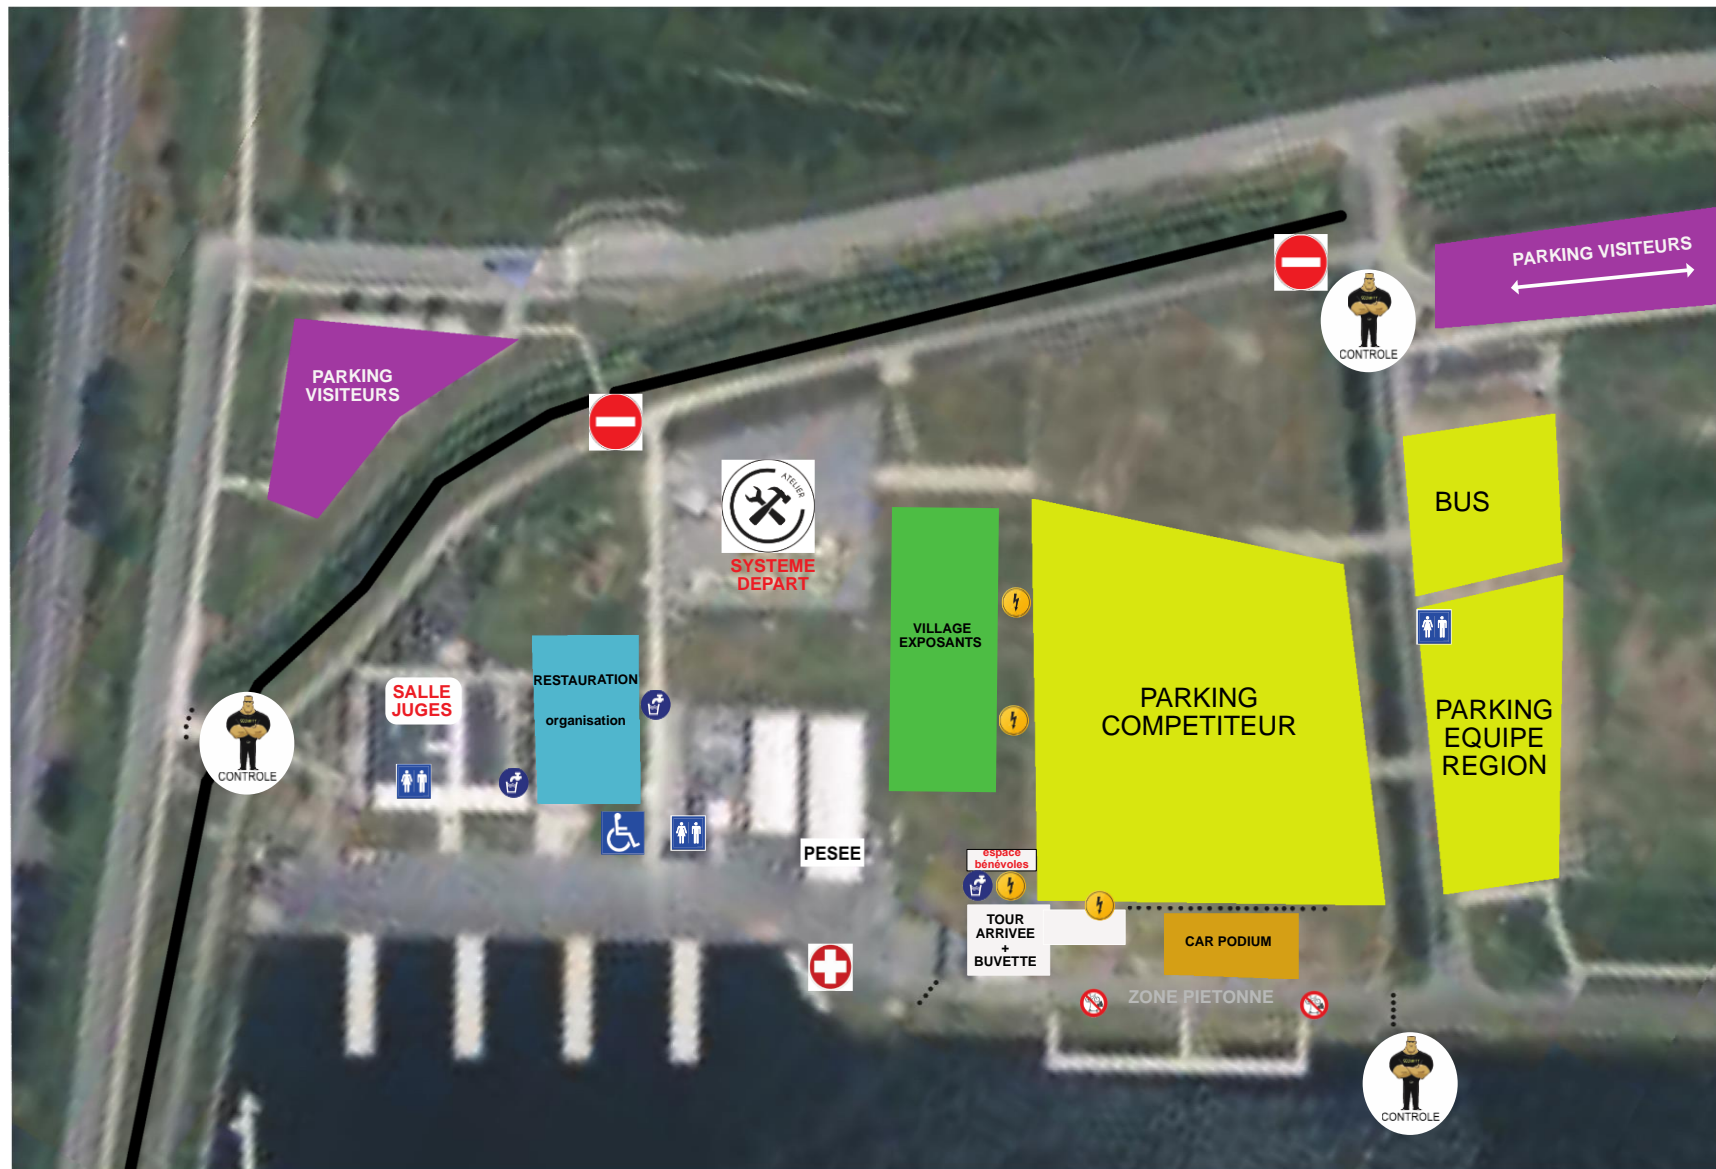 PARKING VISITEURS
CONTROLE
PARKING
VISITEURS
ATELIER
SYSTEME
DEPART
BUS
VILLAGE
EXPOSANTS
RESTAURATION
organisation
SALLE
JUGES
CONTROLE
PARKING
COMPETITEUR
PARKING
EQUIPE
REGION
PESEE
espace
bénévoles
TOUR
ARRIVEE
+
BUVETTE
CAR PODIUM
ZONE PIETONNE
CONTROLE